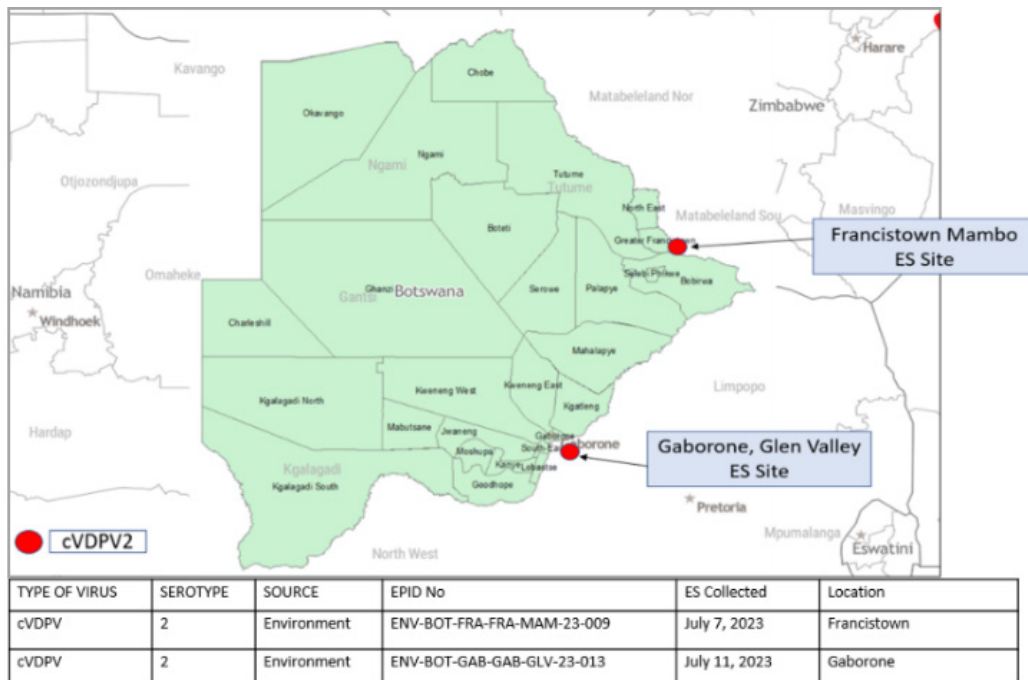 Harare
Kavango
Chobe
Matabeleland Nor
Zimbabwe
Okavango
Ngami
Ngami
Otjozondjupa
Tutume
Tutume
North East
Matabeleland Sou
Masvingo
Greater Francistown
Francistown Mambo
ES Site
Boteti
Omaheke
Selebi Phikwe
Bobirwa
Ghanzi
Gantsi
Botswana
Serowe
Palapye
Namibia
Windhoek
Charleshill
Mahalapye
Kweneng West
Kweneng East
Limpopo
Kgalagadi North
Kgatleng
Hardap
Mabutsane
Jwaneng
Gaborone
Gaborone
South East
Moshupa
Kanye
Lobatse
Gaborone, Glen Valley
ES Site
Kgalagadi
Kgalagadi South
Goodhope
Pretoria
Mpumalanga
cVDPV2
North West
Eswatini
TYPE OF VIRUS SEROTYPE SOURCE EPID No ES Collected Location
cVDPV 2 Environment ENV-BOT-FRA-FRA-MAM-23-009 July 7, 2023 Francistown
cVDPV 2 Environment ENV-BOT-GAB-GAB-GLV-23-013 July 11, 2023 Gaborone